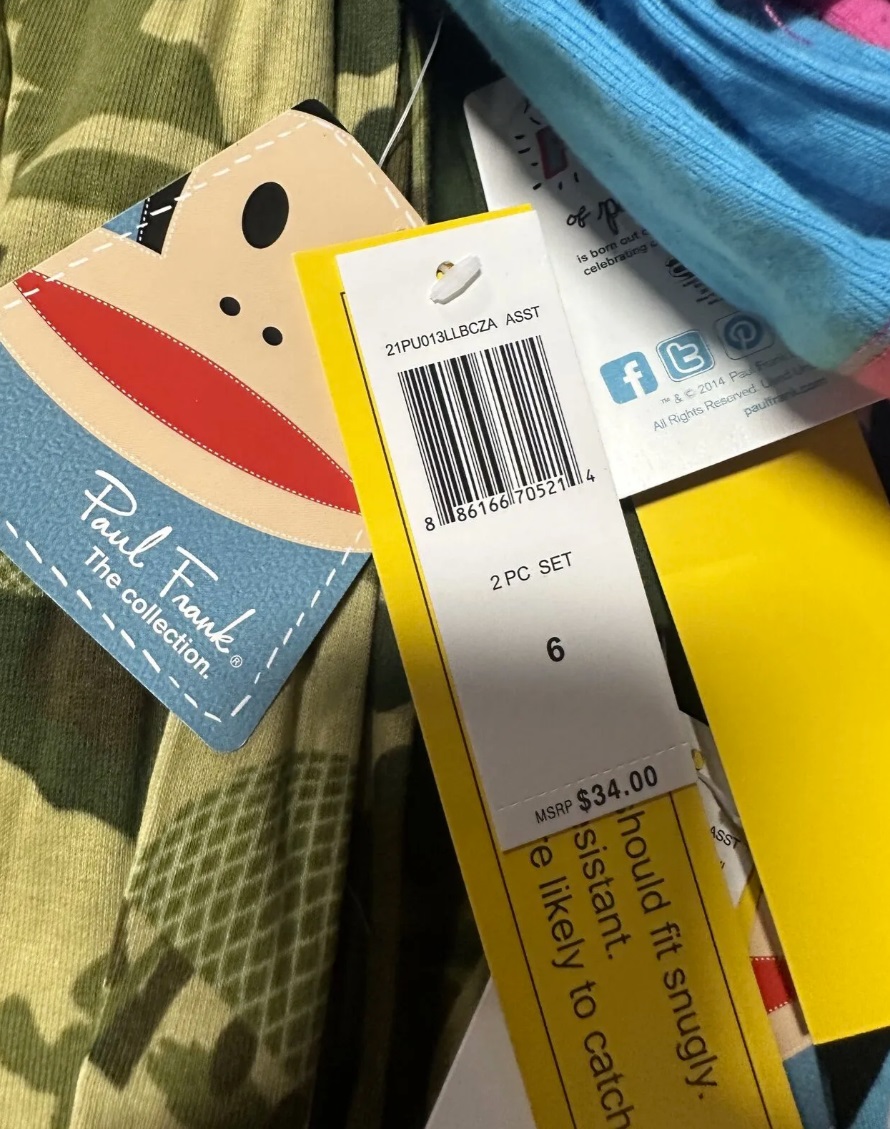 Paul Frank®
The collection.
21PU013LLBCZA ASST
8 86166 70521 4
2 PC SET
6
MSRP $34.00
hould fit snugly.
sistant.
e likely to catch
of p
is born out
celebrating
f
t
™ & © 2014 Paul Frank
All Rights Reserved.
paulfrank.com
ASST